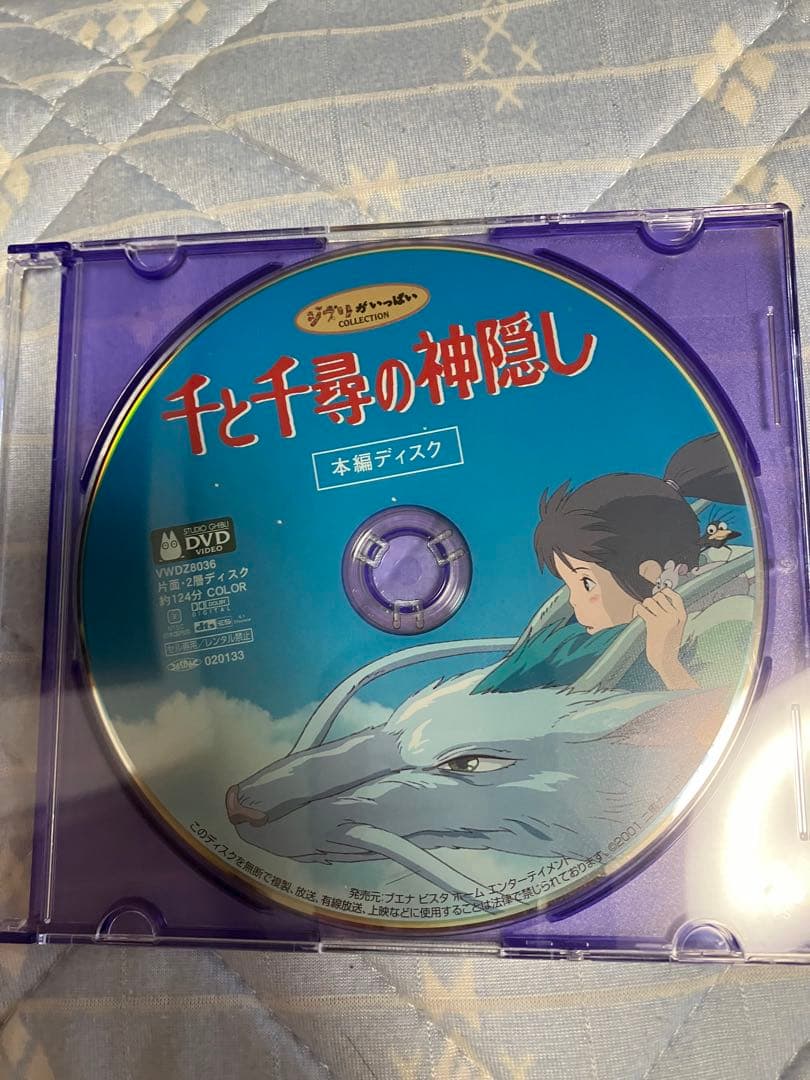 ジブリがいっぱい
COLLECTION
千と千尋の神隠し
本編ディスク
STUDIO GHIBLI
DVD
VIDEO
VWDZ8036
片面・2層ディスク
約124分 COLOR
DOLBY
DIGITAL
dts ES
セル専用/レンタル禁止
020133
発売元:ブエナ ビスタ ホーム エンターテイメント
このディスクを無断で複製、放送、有線放送、上映などに使用することは法律で禁じられております。©2001 二馬